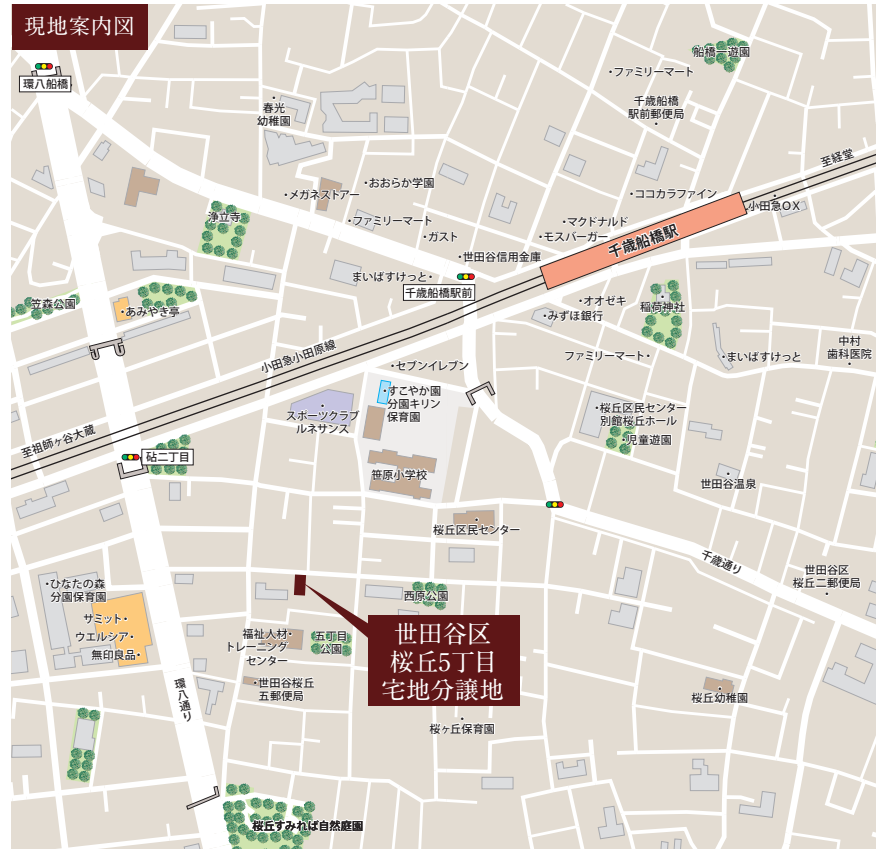 現地案内図
環八船橋
船橋一遊園
・ファミリーマート
千歳船橋
駅前郵便局
春光
幼稚園
至経堂
・おおらか学園
・メガネストアー
・ココカラファイン
小田急OX
浄立寺
・ファミリーマート
・マクドナルド
・ガスト
・モスバーガー
千歳船橋駅
・世田谷信用金庫
まいばすけっと・
千歳船橋駅前
笠森公園
・あみやき亭
・オオゼキ
稲荷神社
・みずほ銀行
小田急小田原線
ファミリーマート・
・まいばすけっと
中村
歯科医院
・セブンイレブン
・すこやか園
分園キリン
保育園
スポーツクラブ
ルネサンス
・桜丘区民センター
別館桜丘ホール
・児童遊園
至祖師ヶ谷大蔵
砧二丁目
笹原小学校
世田谷温泉
桜丘区民センター
千歳通り
世田谷区
桜丘二郵便局
・ひなたの森
分園保育園
西原公園
サミット・
ウエルシア・
無印良品・
福祉人材・
トレーニング
センター
五丁目
公園
世田谷区
桜丘5丁目
宅地分譲地
・世田谷桜丘
五郵便局
環八通り
桜丘幼稚園
桜ヶ丘保育園
桜丘すみれば自然庭園